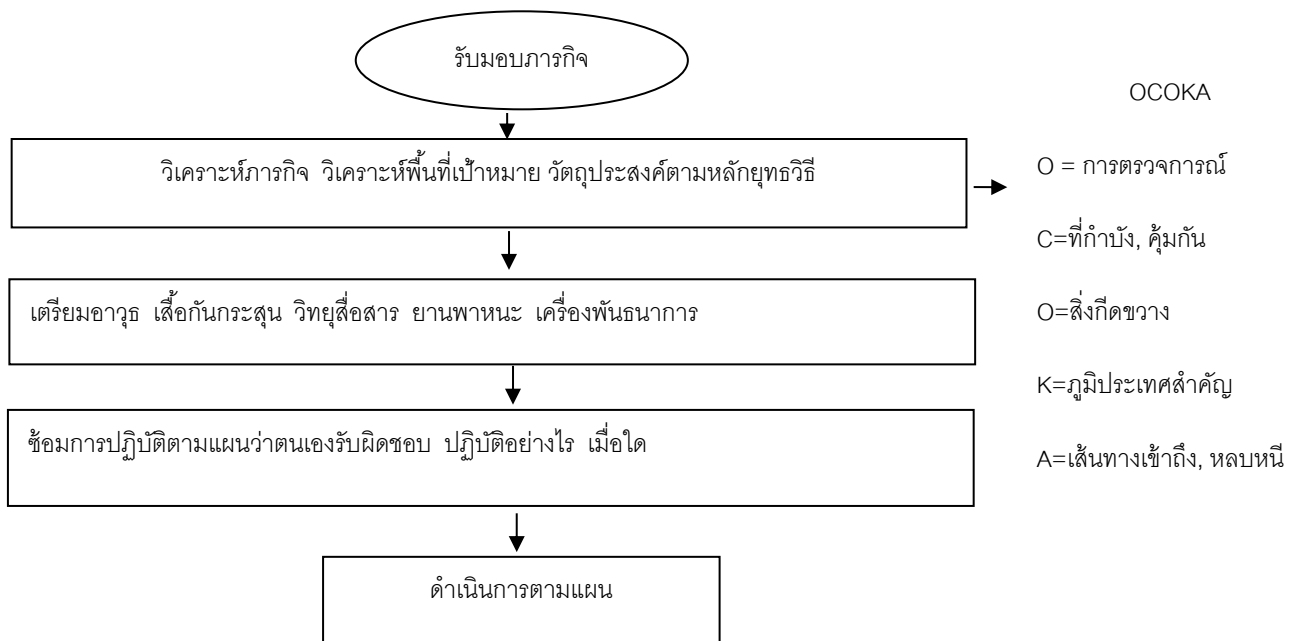 รับมอบภารกิจ
วิเคราะห์ภารกิจ วิเคราะห์พื้นที่เป้าหมาย วัตถุประสงค์ตามหลักยุทธวิธี
เตรียมอาวุธ เสื้อกันกระสุน วิทยุสื่อสาร ยานพาหนะ เครื่องพันธนาการ
ซ้อมการปฏิบัติตามแผนว่าตนเองรับผิดชอบ ปฏิบัติอย่างไร เมื่อใด
ดำเนินการตามแผน
OCOKA
O = การตรวจการณ์
C=ที่กำบัง, คุ้มกัน
O=สิ่งกีดขวาง
K=ภูมิประเทศสำคัญ
A=เส้นทางเข้าถึง, หลบหนี